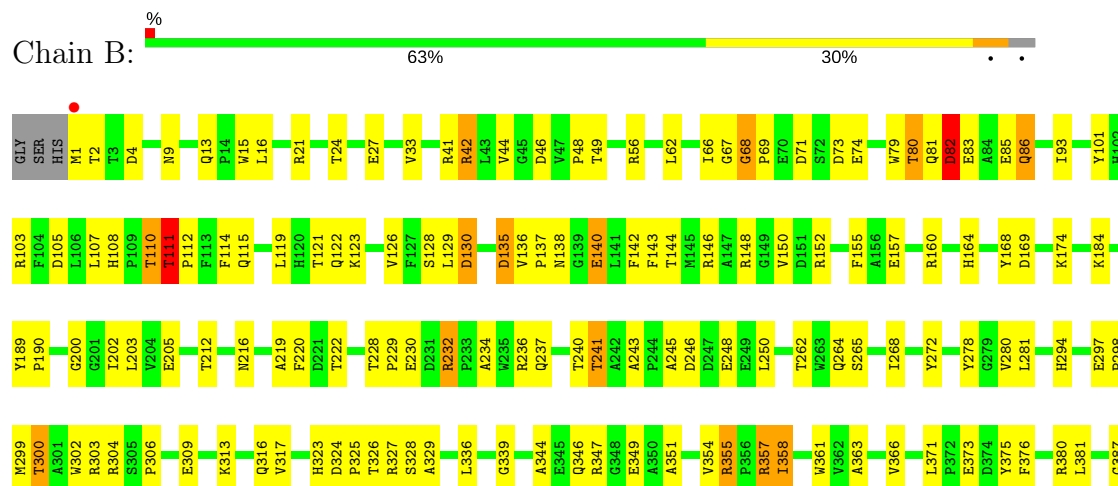 %
Chain B:
63% 30% • •
GLY SER HIS M1 T2 T3 D4 N9 Q13 P14 W15 L16 R21 T24 E27 V33 R41 R42 L43 V44 G45 D46 V47 P48 T49 R56 L62 I66 G67 G68 P69 E70 D71 S72 D73 E74 W79 T80 Q81 D82 E83 A84 E85 Q86 I93 Y101 H102
R103 F104 D105 L106 L107 H108 P109 T110 T111 P112 F113 F114 Q115 L119 H120 T121 Q122 K123 V126 F127 S128 L129 D130 D135 V136 P137 N138 G139 E140 L141 F142 F143 T144 M145 R146 A147 R148 G149 V150 D151 R152 F155 A156 E157 R160 H164 Y168 D169 K174 K184
Y189 P190 G200 G201 I202 L203 V204 E205 T212 N216 A219 F220 D221 T222 T228 P229 E230 D231 R232 P233 A234 W235 R236 Q237 T240 T241 A242 A243 P244 A245 D246 D247 E248 E249 L250 T262 W263 Q264 S265 I268 Y272 Y278 G279 V280 L281 H294 E297 R298
M299 T300 A301 W302 R303 R304 S305 P306 E309 K313 Q316 V317 H323 D324 P325 T326 R327 S328 A329 L336 G339 A344 E345 Q346 R347 G348 E349 A350 A351 V354 R355 P356 R357 I358 W361 V362 A363 V366 L371 P372 E373 D374 Y375 F376 R380 L381 G387